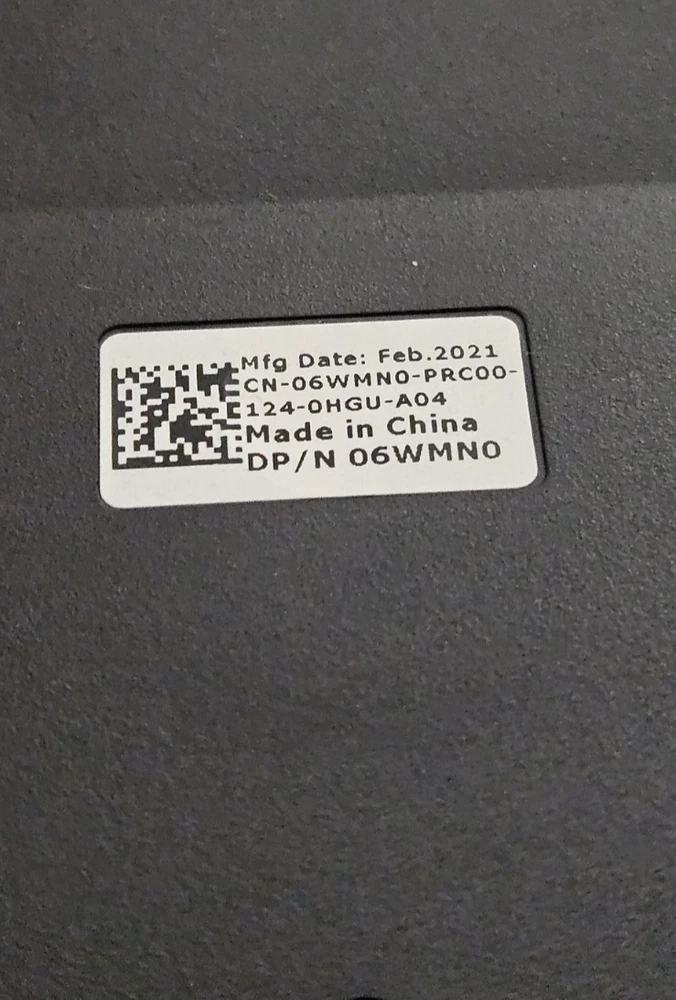 Mfg Date: Feb.2021
CN-06WMN0-PRC00-
124-0HGU-A04
Made in China
DP/N 06WMN0